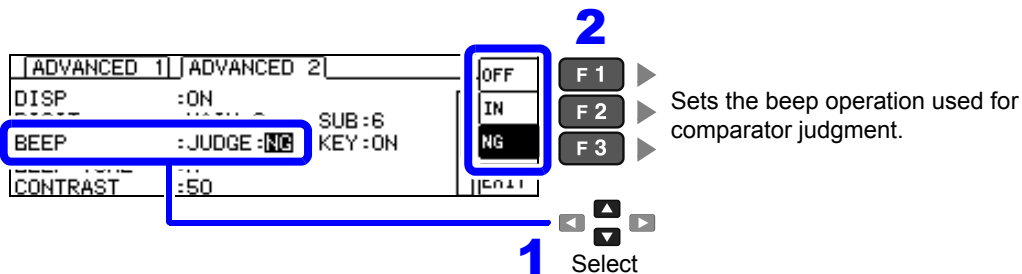 2
ADVANCED 1 ADVANCED 2
DISP :ON
SUB:6
BEEP :JUDGE:NG KEY:ON
CONTRAST :50
OFF
IN
NG
EXIT
F 1
F 2
F 3
Sets the beep operation used for
comparator judgment.
1
Select